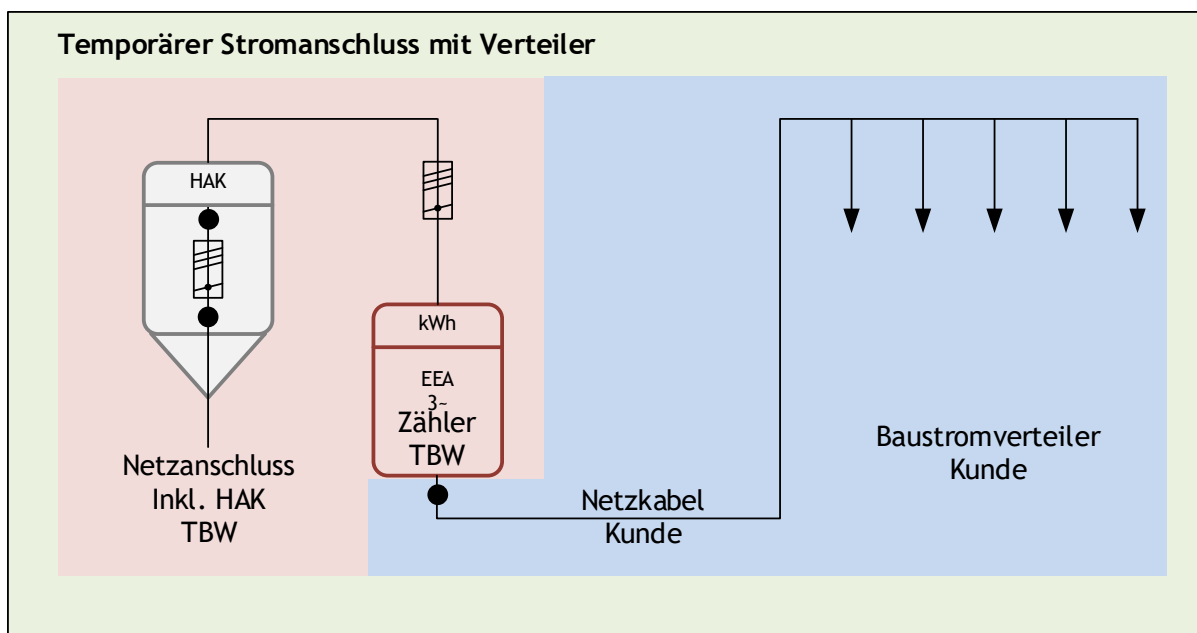 Temporärer Stromanschluss mit Verteiler
HAK
kWh
EEA
3~
Zähler
TBW
Netzanschluss
Inkl. HAK
TBW
Netzkabel
Kunde
Baustromverteiler
Kunde